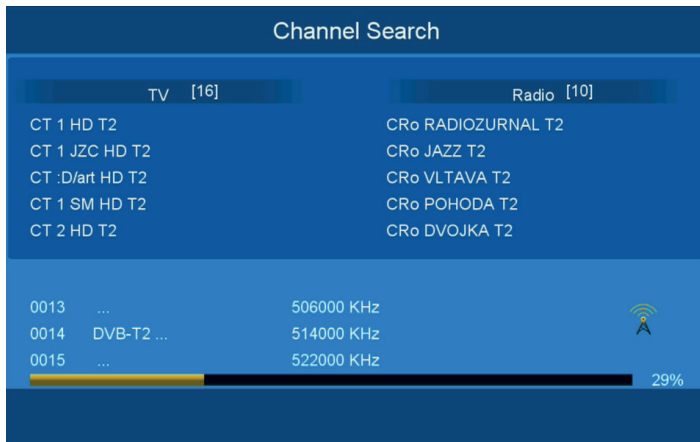 Channel Search
TV [16]
CT 1 HD T2
CT 1 JZC HD T2
CT :D/art HD T2
CT 1 SM HD T2
CT 2 HD T2
Radio [10]
CRo RADIOZURNAL T2
CRo JAZZ T2
CRo VLTAVA T2
CRo POHODA T2
CRo DVOJKA T2
0013 ... 506000 KHz
0014 DVB-T2 ... 514000 KHz
0015 ... 522000 KHz
29%